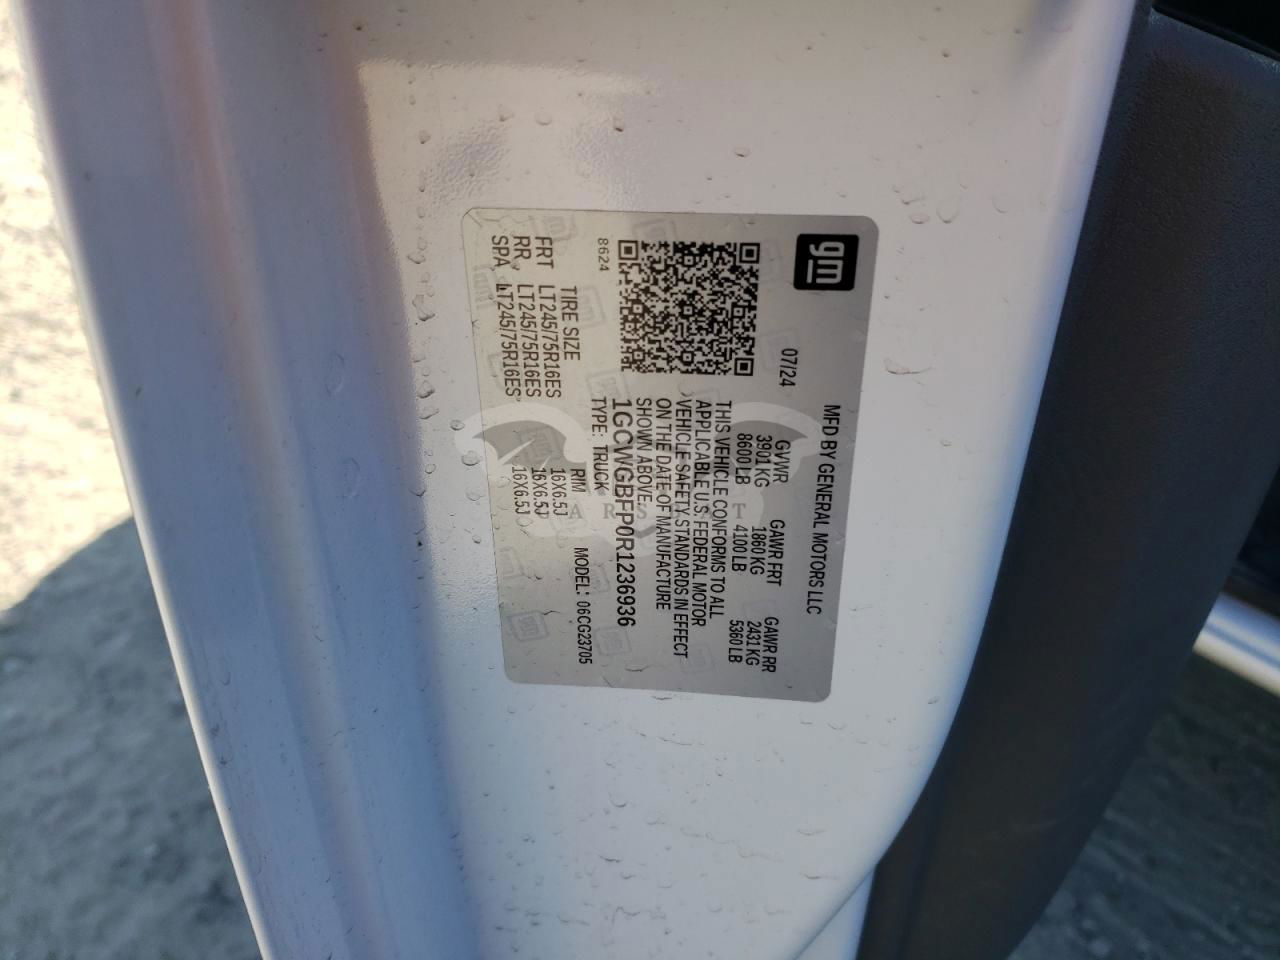 gm
MFD BY GENERAL MOTORS LLC
07/24
GVWR GAWR FRT GAWR RR
3901 KG 1860 KG 2431 KG
8600 LB 4100 LB 5360 LB
THIS VEHICLE CONFORMS TO ALL
APPLICABLE U.S. FEDERAL MOTOR
VEHICLE SAFETY STANDARDS IN EFFECT
ON THE DATE OF MANUFACTURE
SHOWN ABOVE.
1GCWGBFP0R1236936
8624
TYPE: TRUCK MODEL: 06CG23705
TIRE SIZE RIM
FRT LT245/75R16ES 16X6.5J
RR LT245/75R16ES 16X6.5J
SPA LT245/75R16ES 16X6.5J